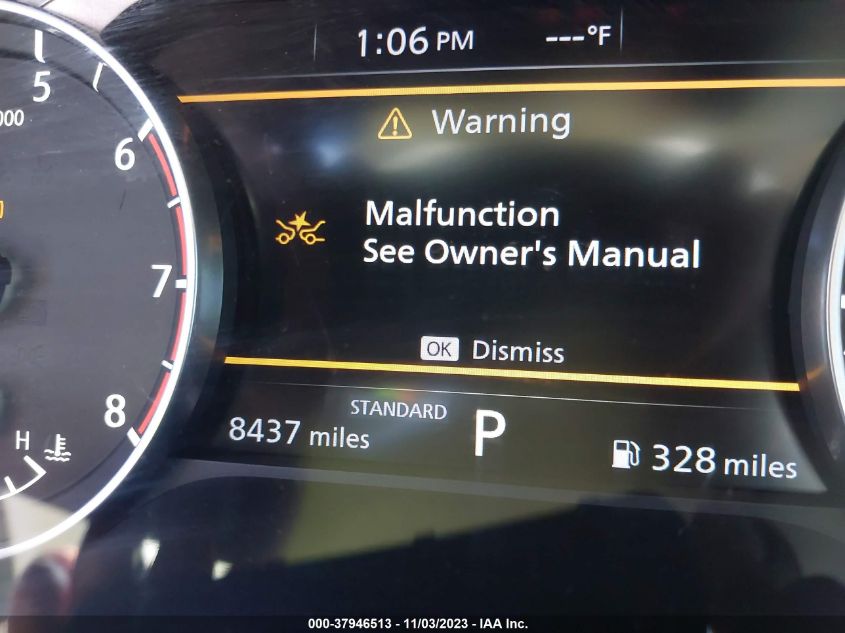 1:06 PM ---°F
5
000
6
7
8
H
Warning
Malfunction
See Owner's Manual
OK Dismiss
STANDARD
8437 miles
P
328 miles
000-37946513 - 11/03/2023 - IAA Inc.